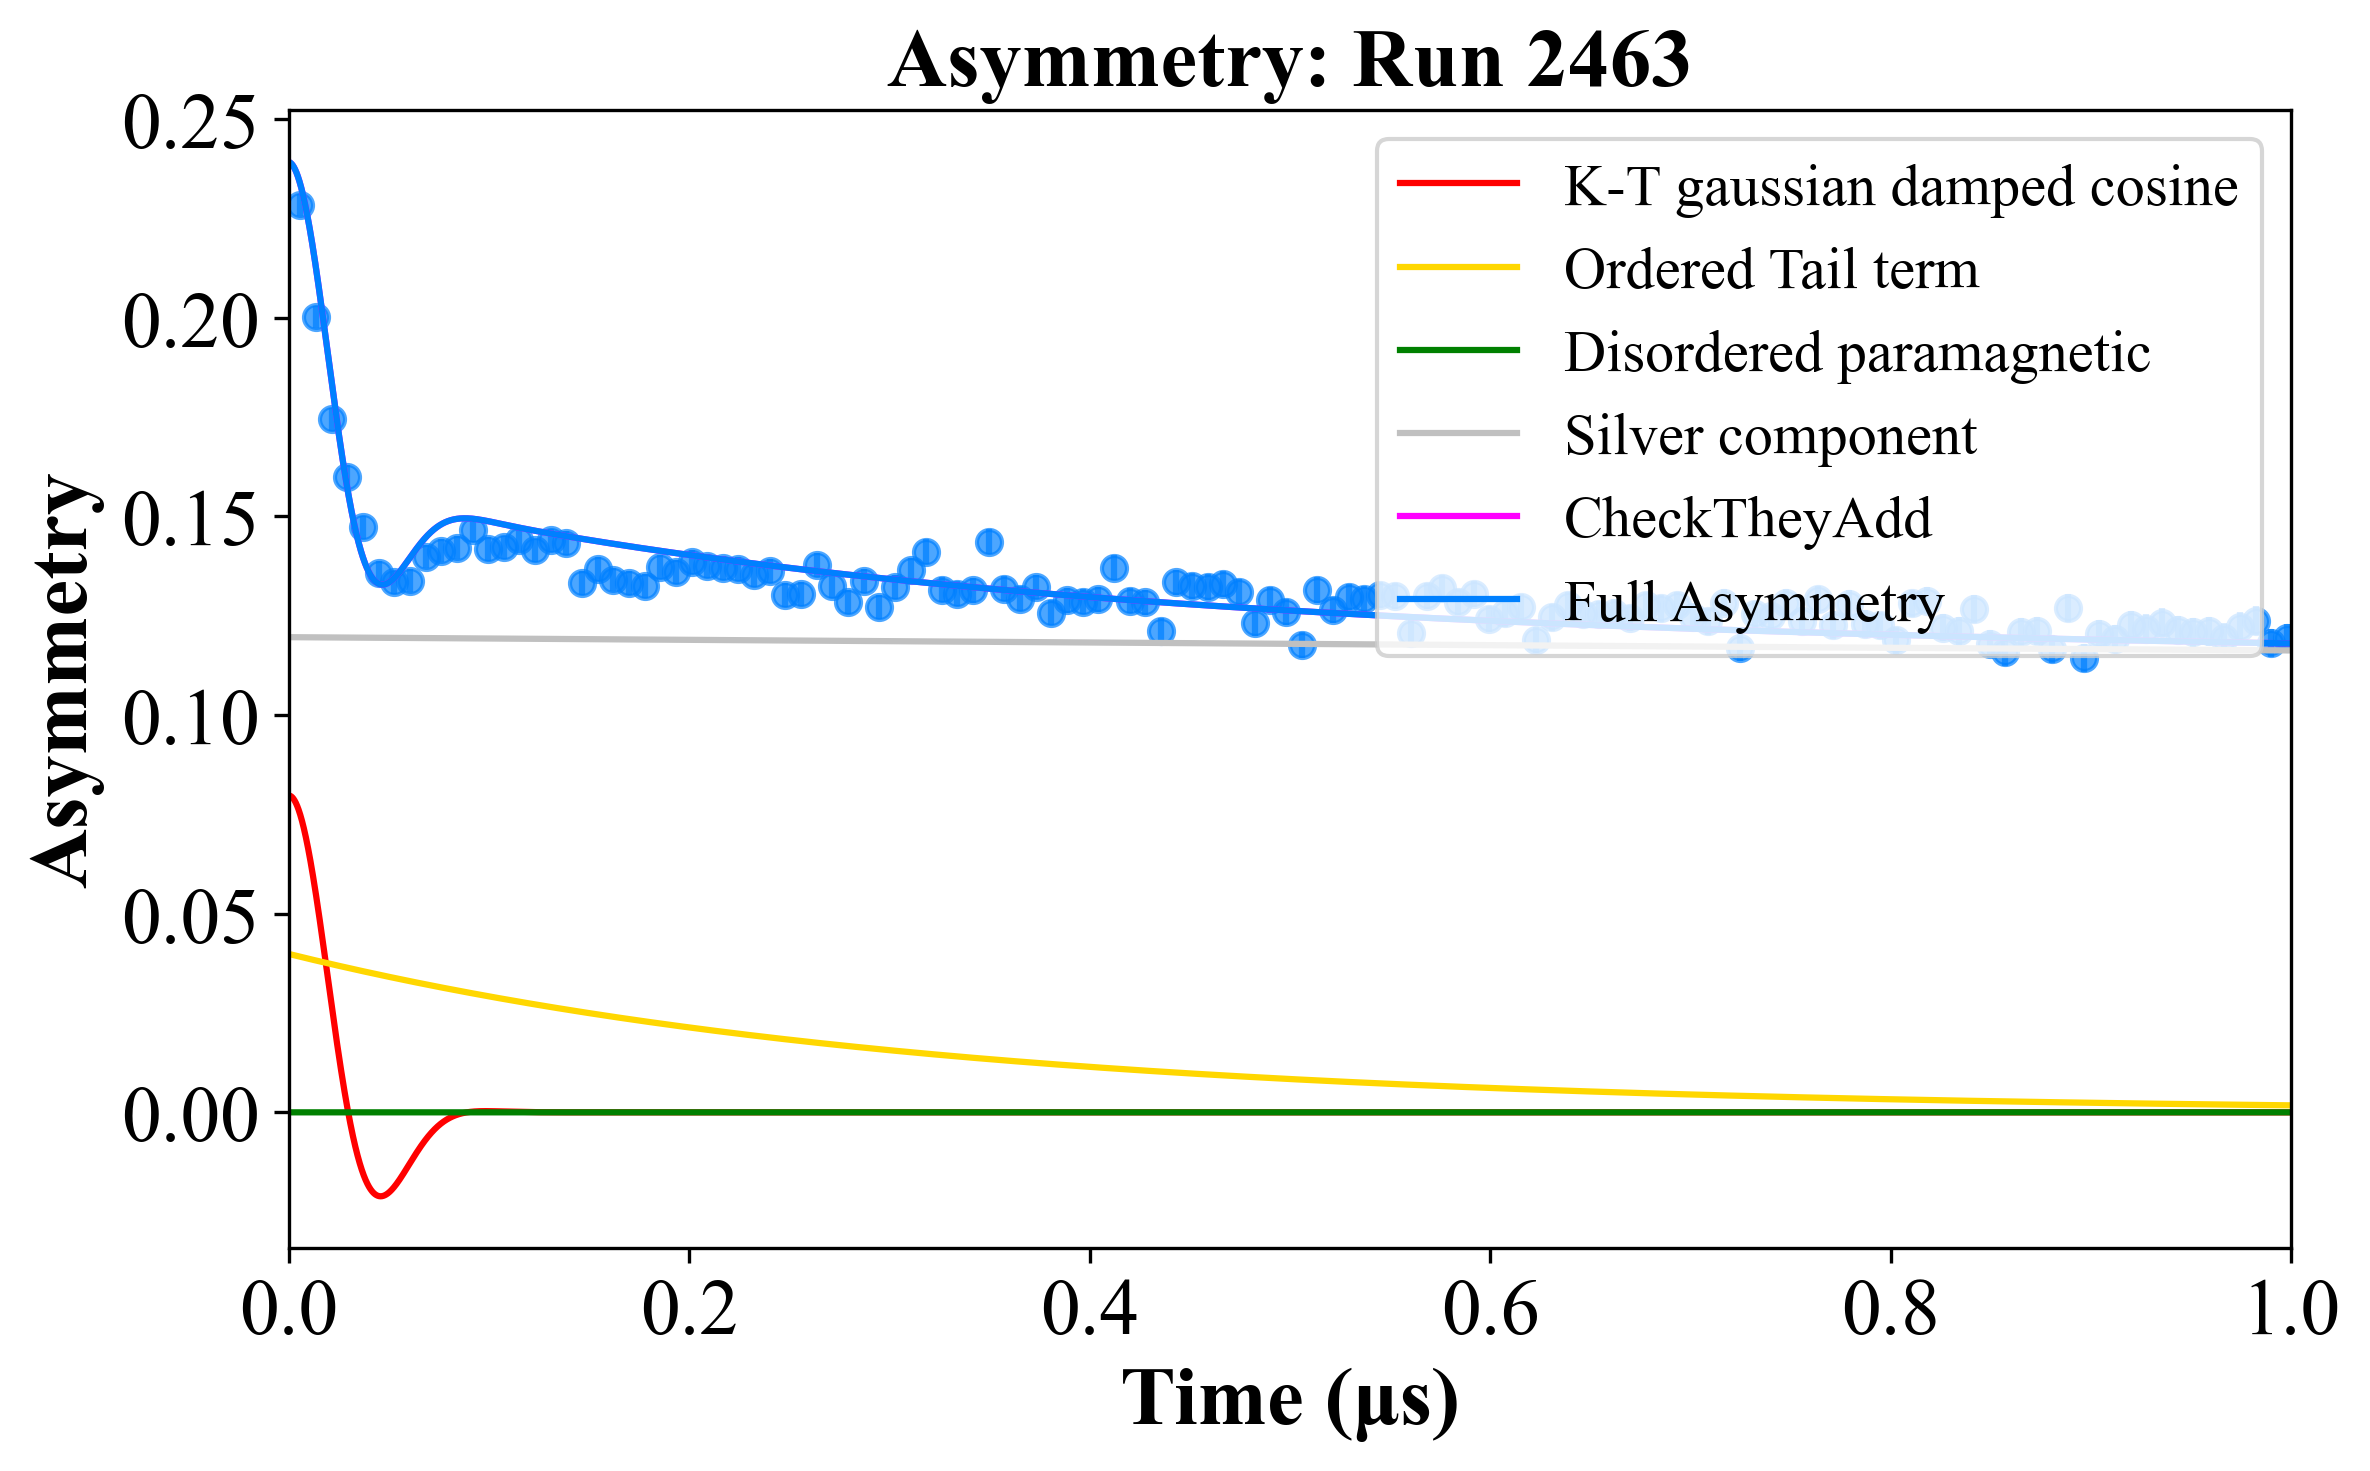 Asymmetry: Run 2463
0.25
0.20
0.15
0.10
0.05
0.00
Asymmetry
K-T gaussian damped cosine
Ordered Tail term
Disordered paramagnetic
Silver component
CheckTheyAdd
Full Asymmetry
0.0 0.2 0.4 0.6 0.8 1.0
Time (μs)